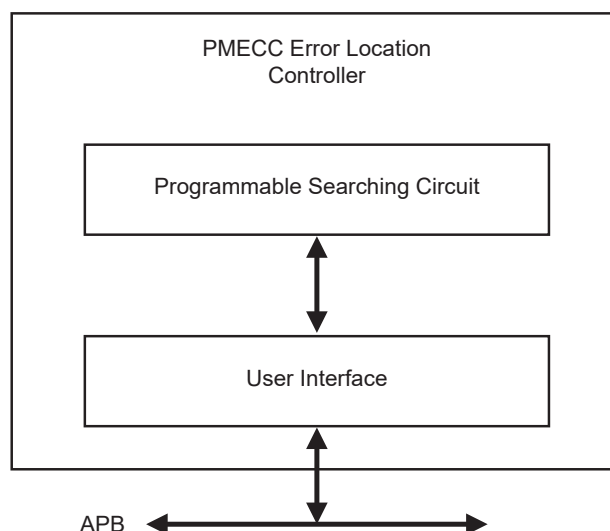 PMECC Error Location
Controller
Programmable Searching Circuit
User Interface
APB